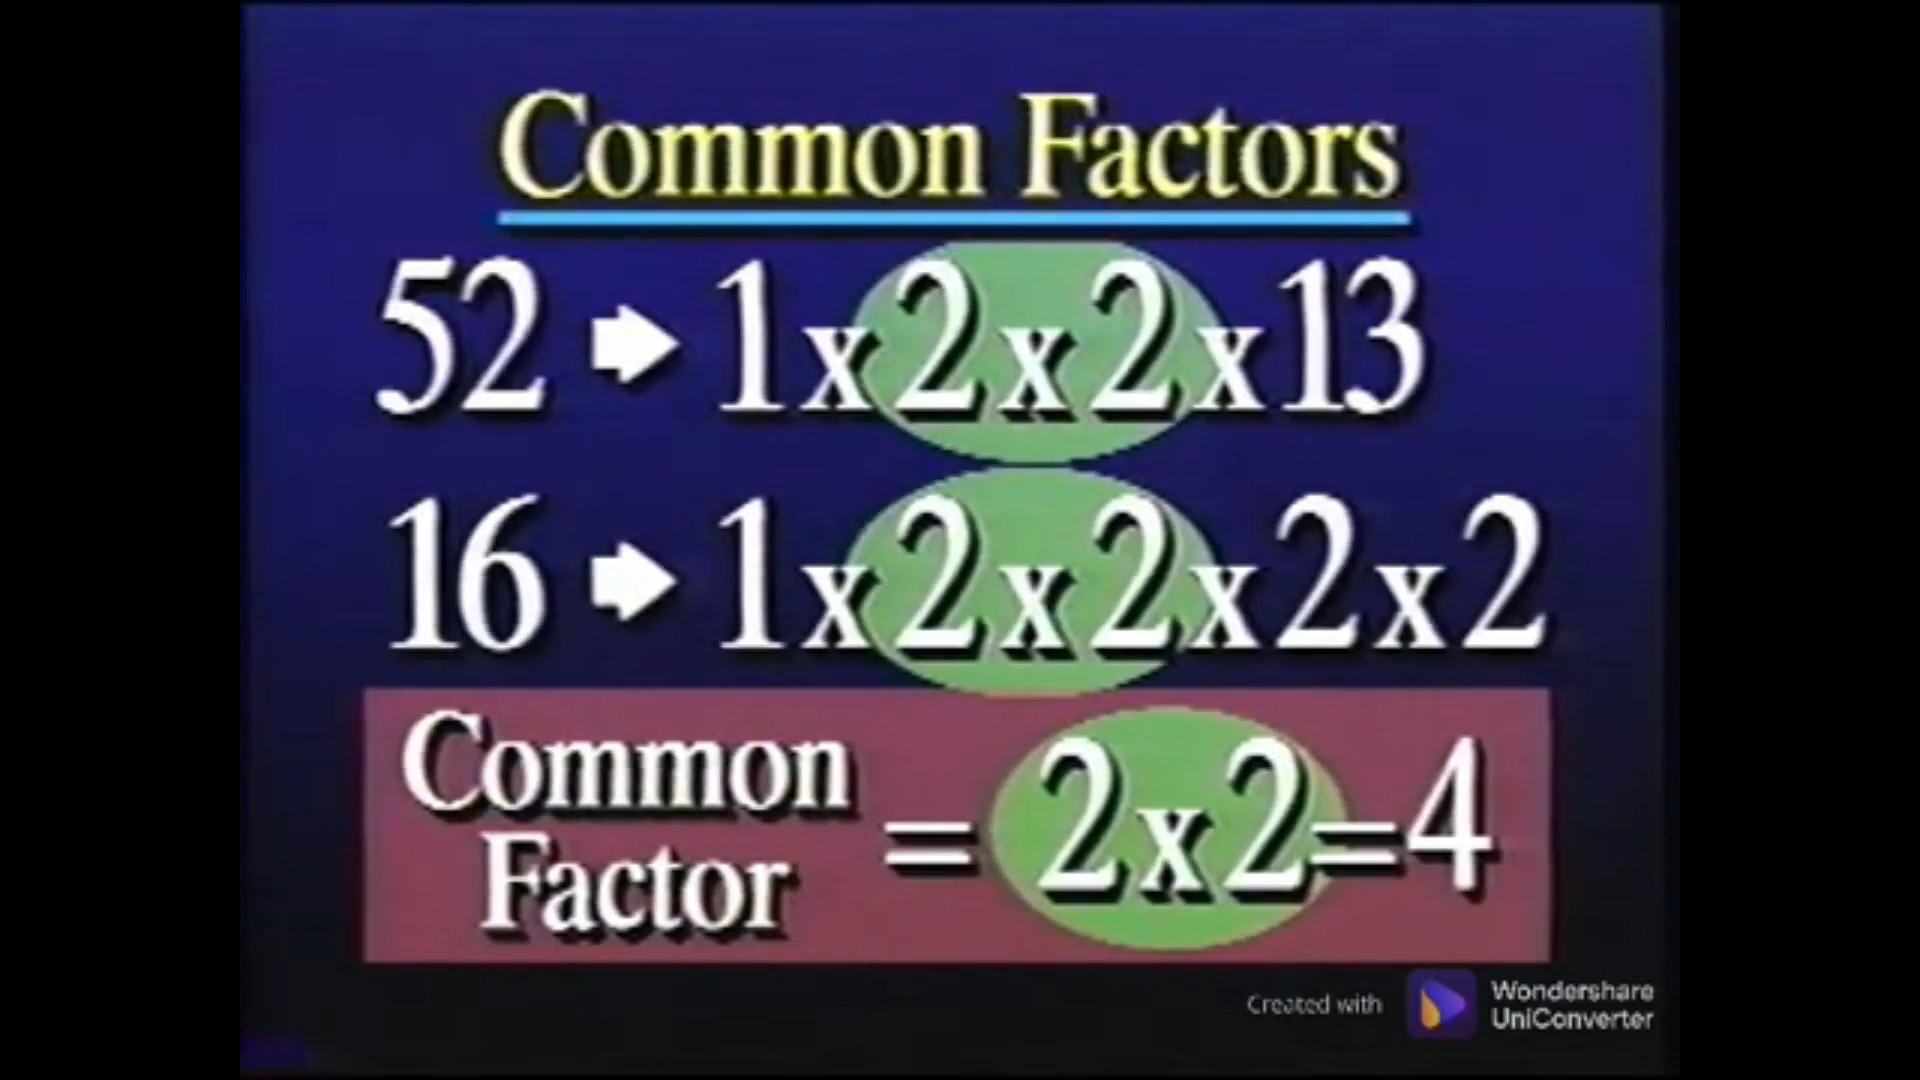 Common Factors
52 → 1x2x2x13
16 → 1x2x2x2x2
Common
Factor
= 2x2=4
Created with
Wondershare
UniConverter